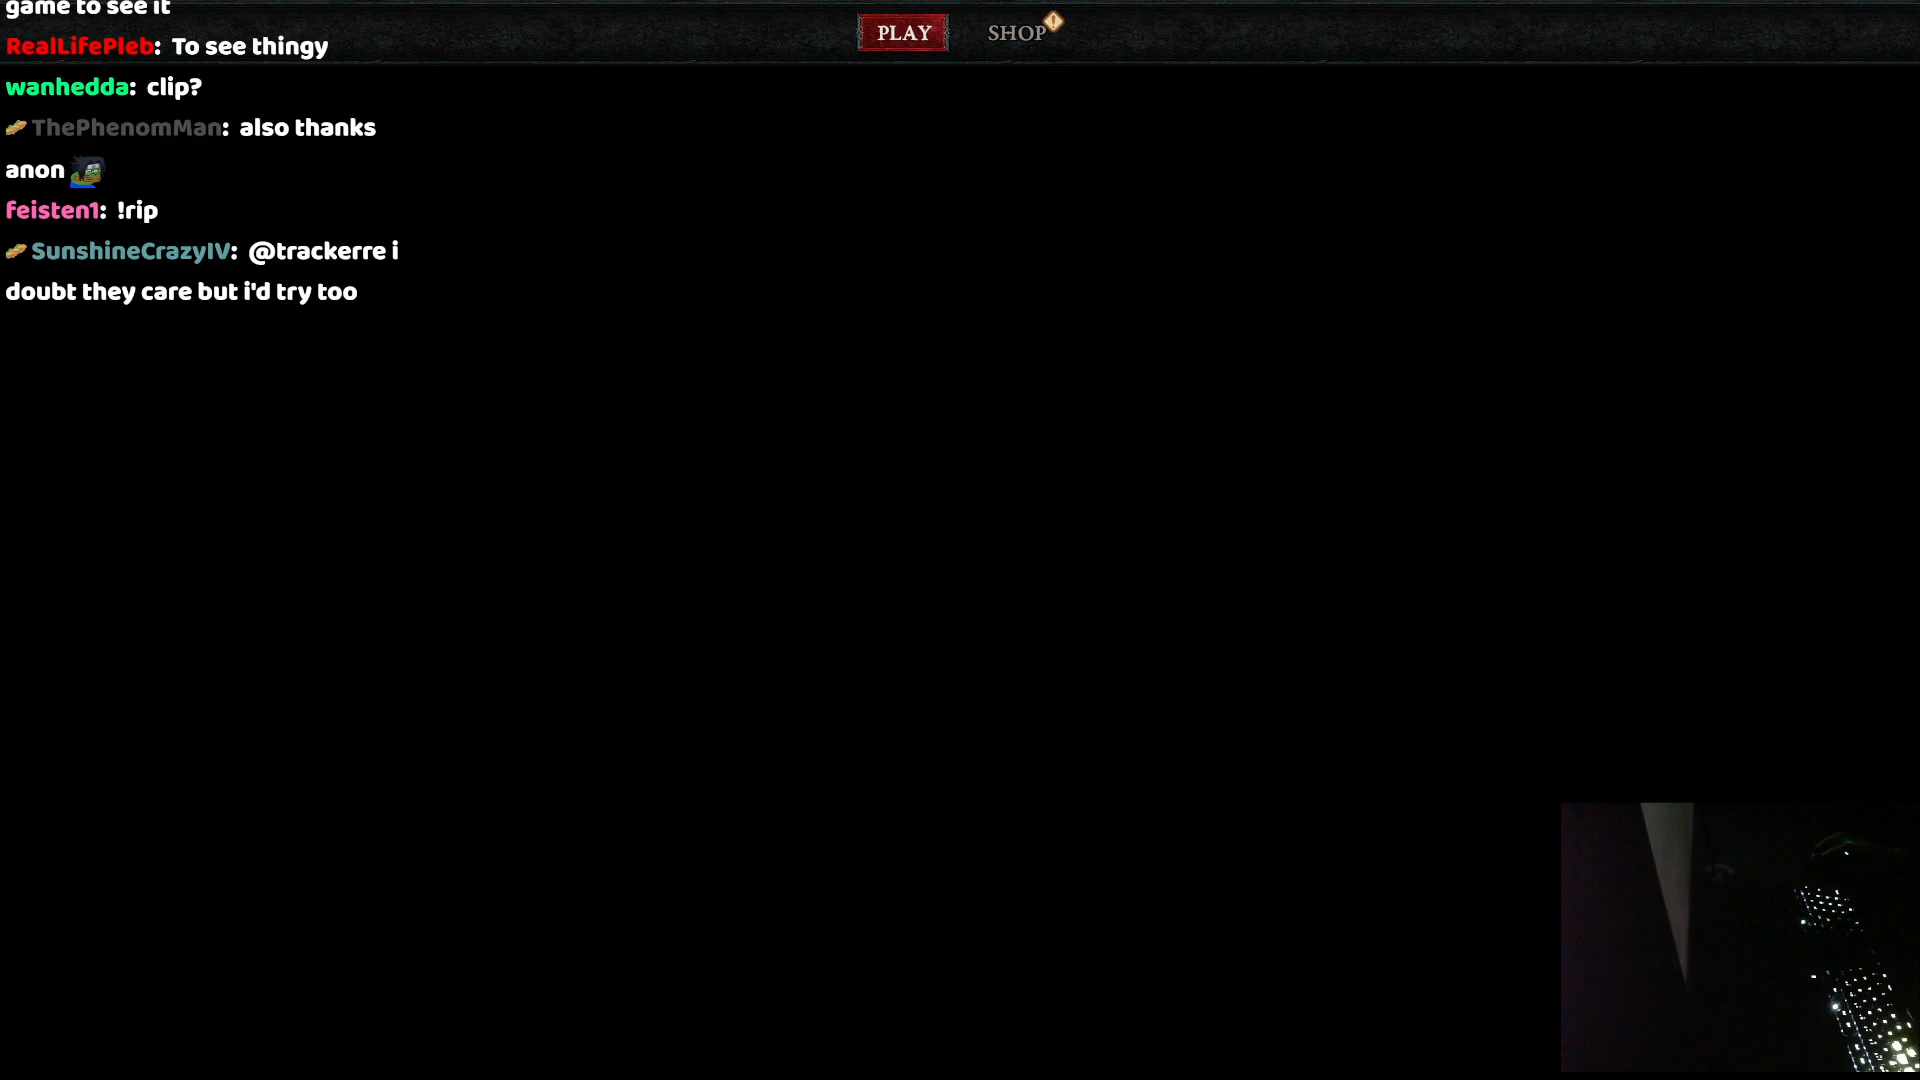 game to see it
PLAY SHOP
RealLifePleb: To see thingy
wanhedda: clip?
ThePhenomMan: also thanks
anon
feisten1: !rip
SunshineCrazyIV: @trackerre i
doubt they care but i'd try too